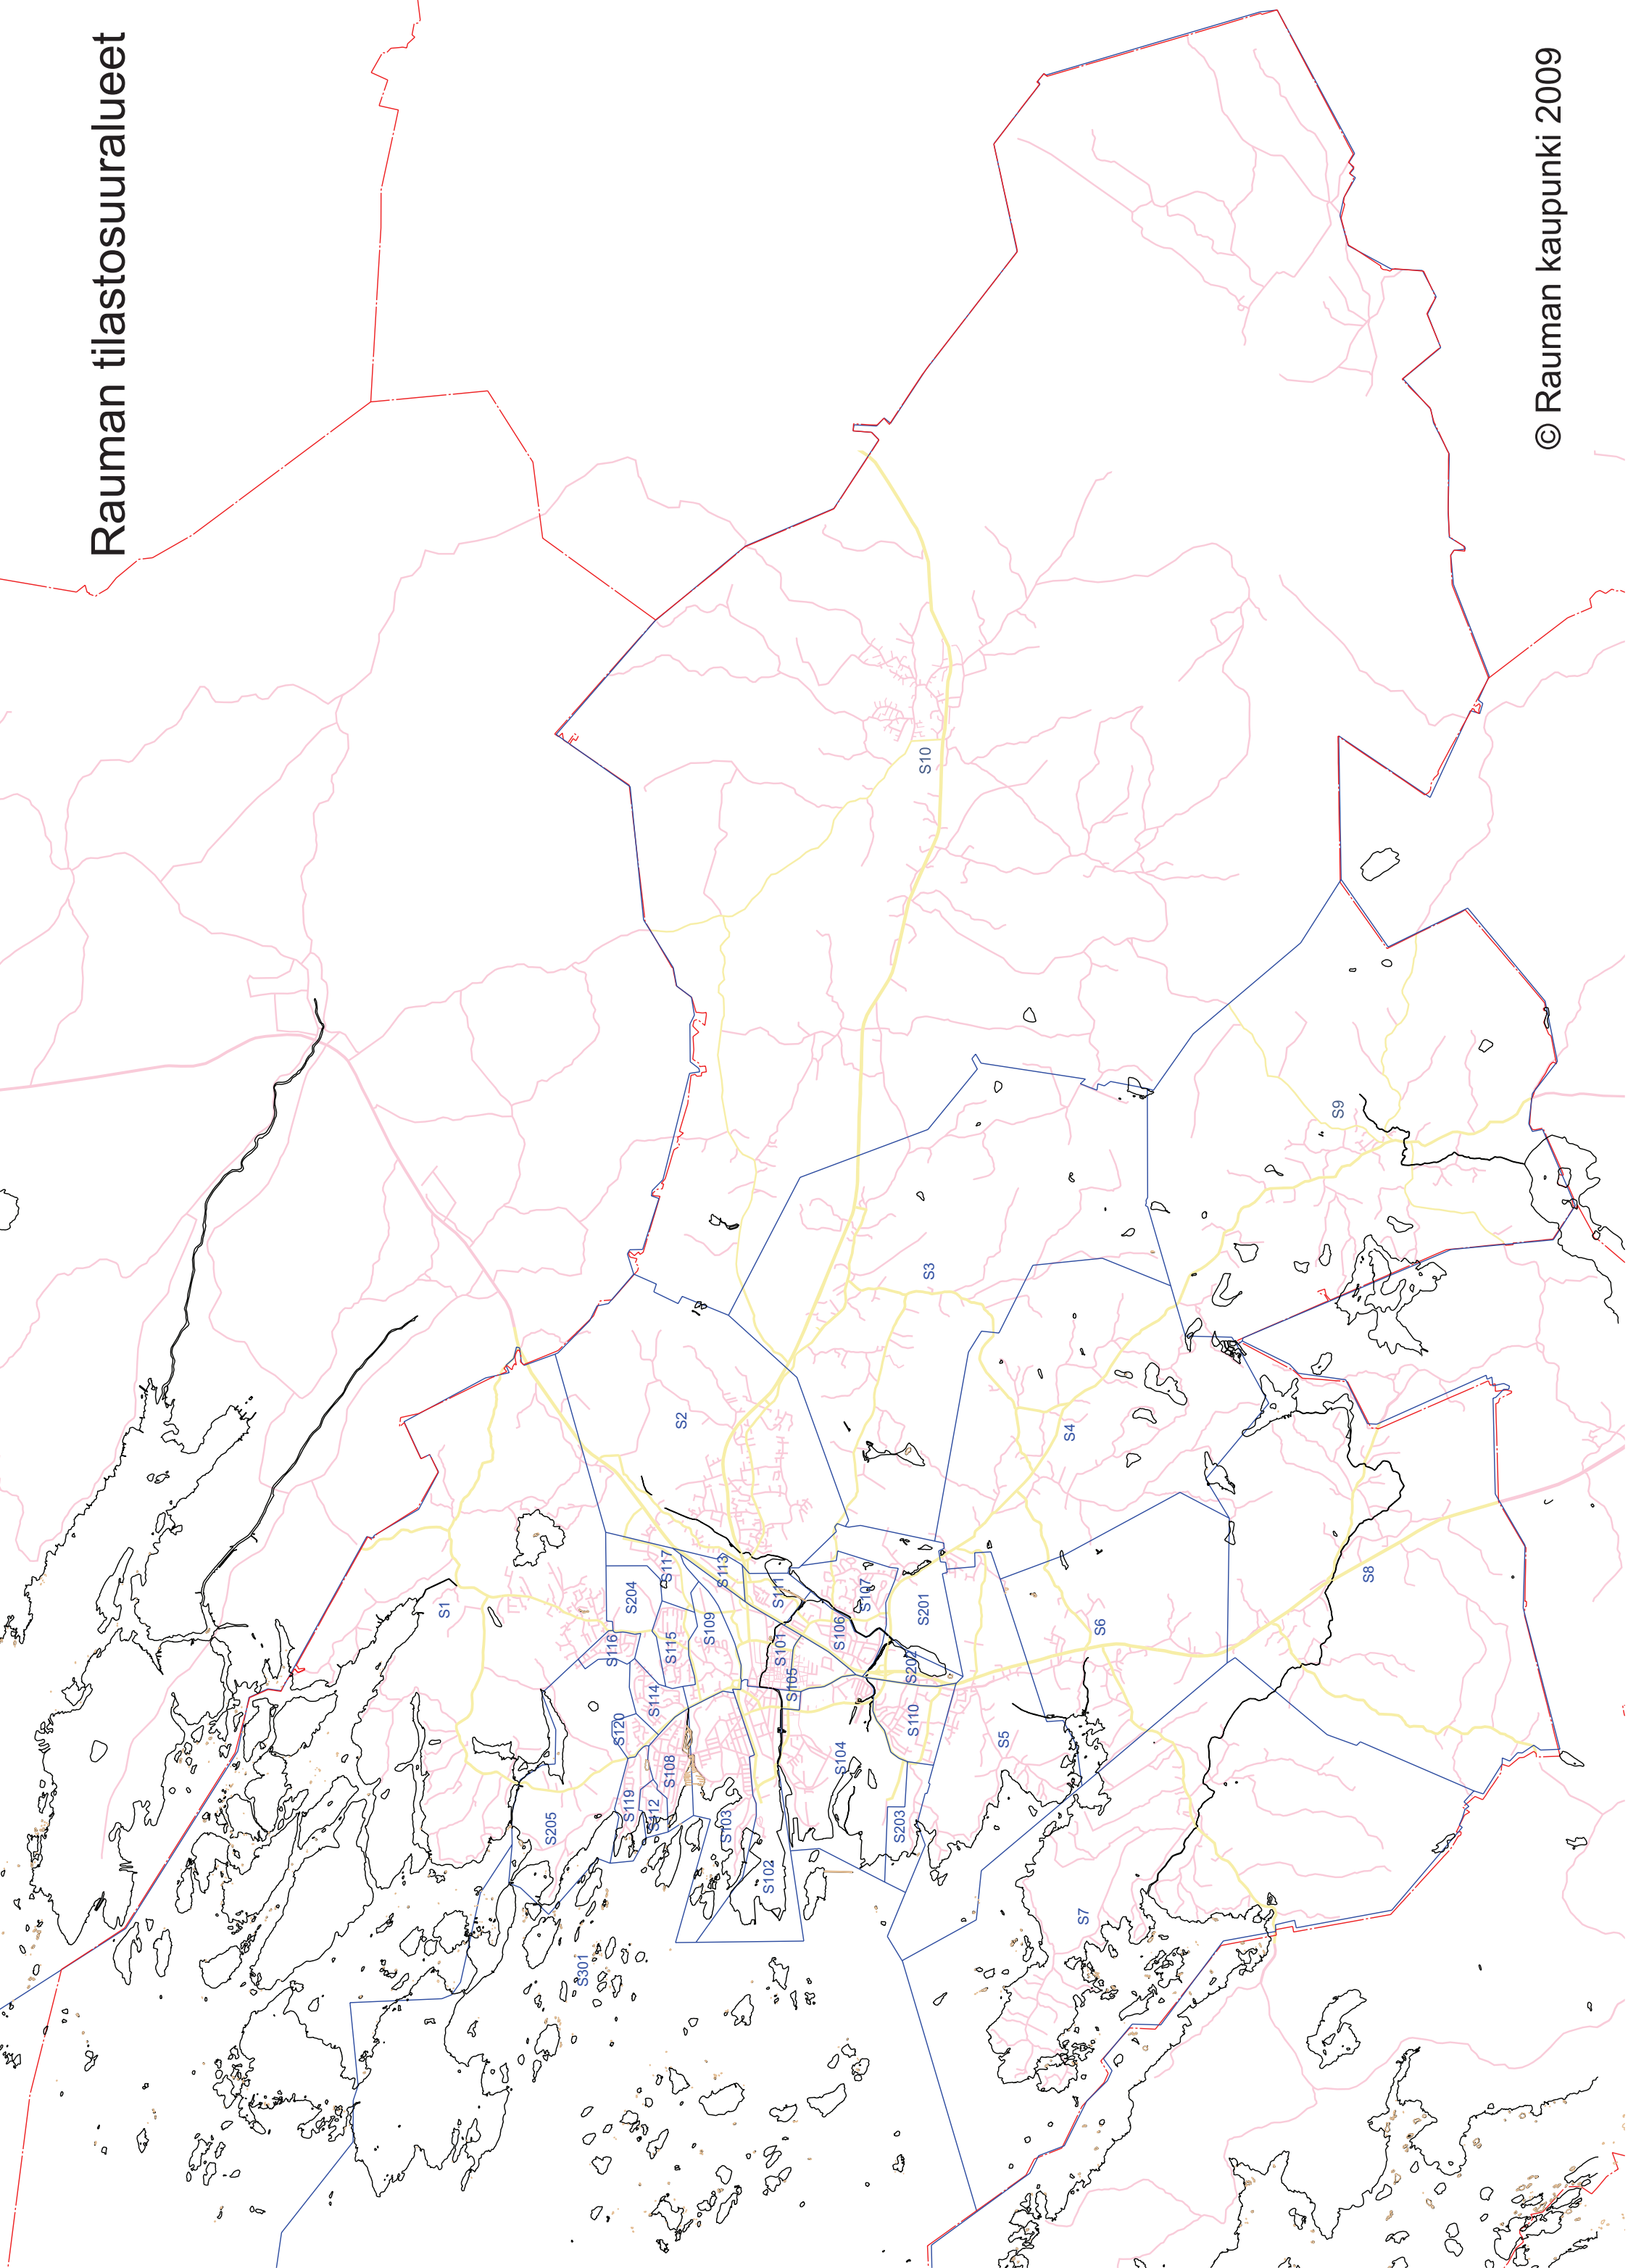 Rauman tilastosuuralueet
S1
S205
S301
S116
S120
S119
S204
S112
S114
S117
S108
S115
S2
S109
S113
S103
S102
S111
S101
S105
S106
S104
S107
S203
S202
S110
S201
S10
S3
S5
S4
S7
S6
S9
S8
© Rauman kaupunki 2009